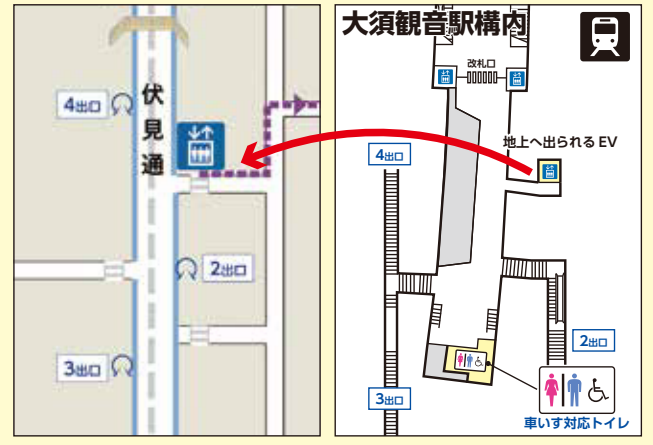 4出口
伏見通
2出口
3出口
大須観音駅構内
改札口
地上へ出られるEV
4出口
2出口
3出口
車いす対応トイレ